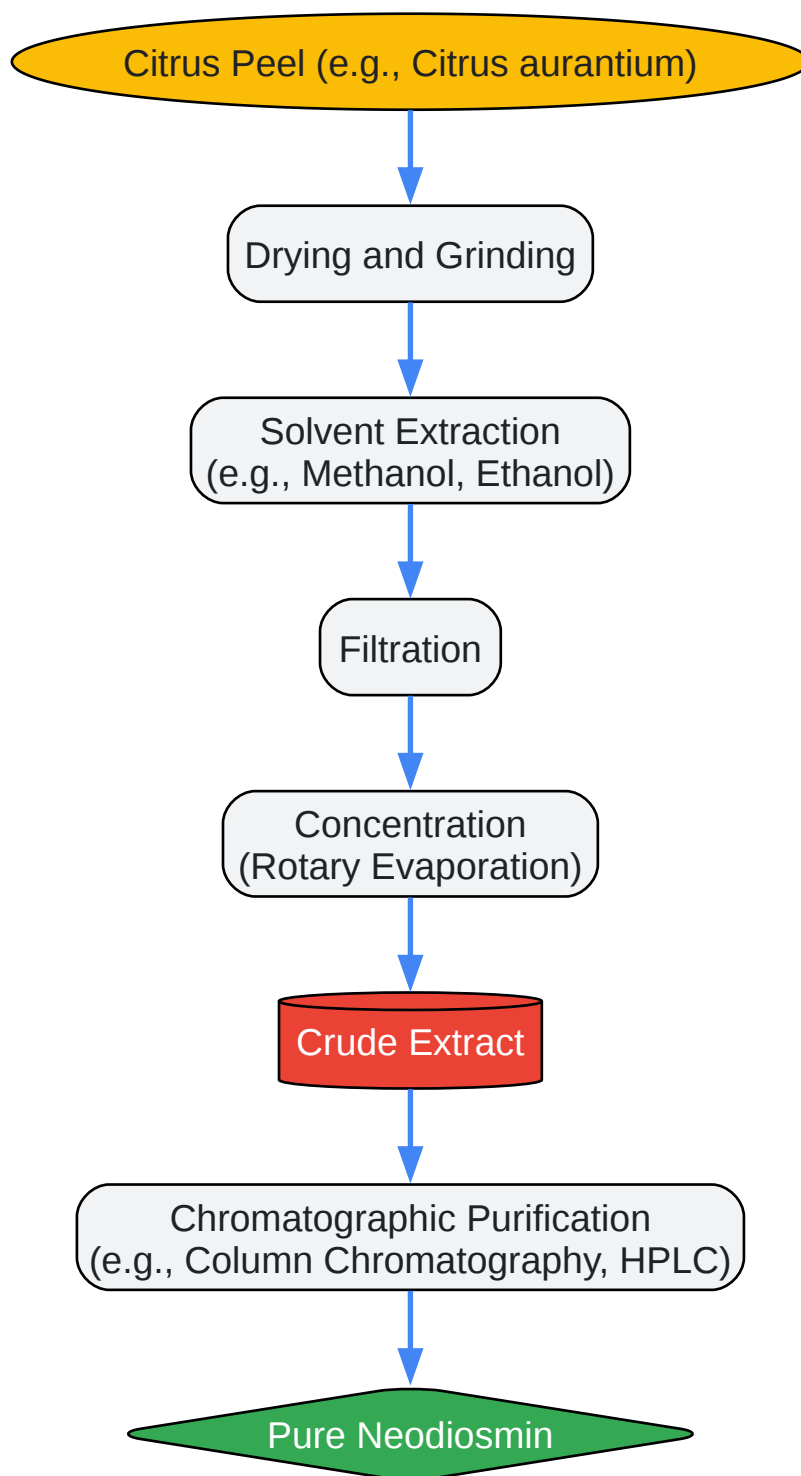 Citrus Peel (e.g., Citrus aurantium)
Drying and Grinding
Solvent Extraction
(e.g., Methanol, Ethanol)
Filtration
Concentration
(Rotary Evaporation)
Crude Extract
Chromatographic Purification
(e.g., Column Chromatography, HPLC)
Pure Neodiosmin